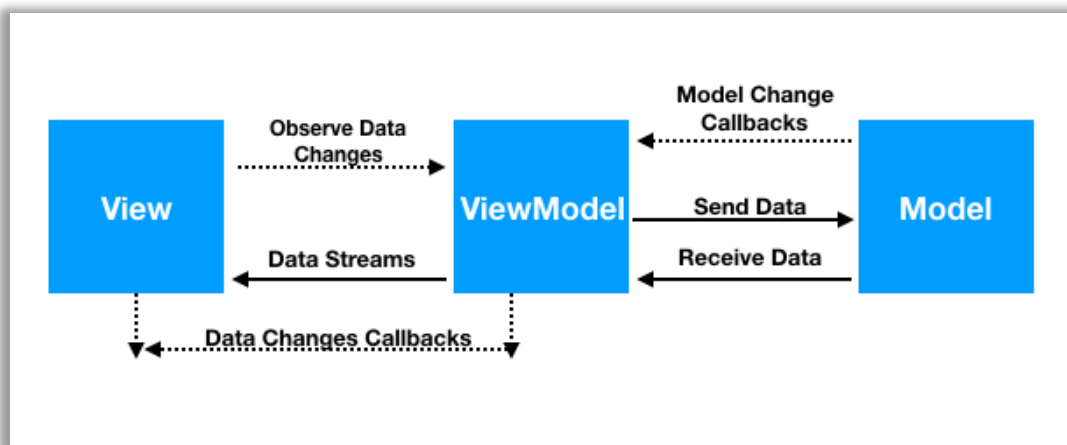 Model Change
Callbacks
Observe Data
Changes
View
ViewModel
Send Data
Model
Data Streams
Receive Data
Data Changes Callbacks